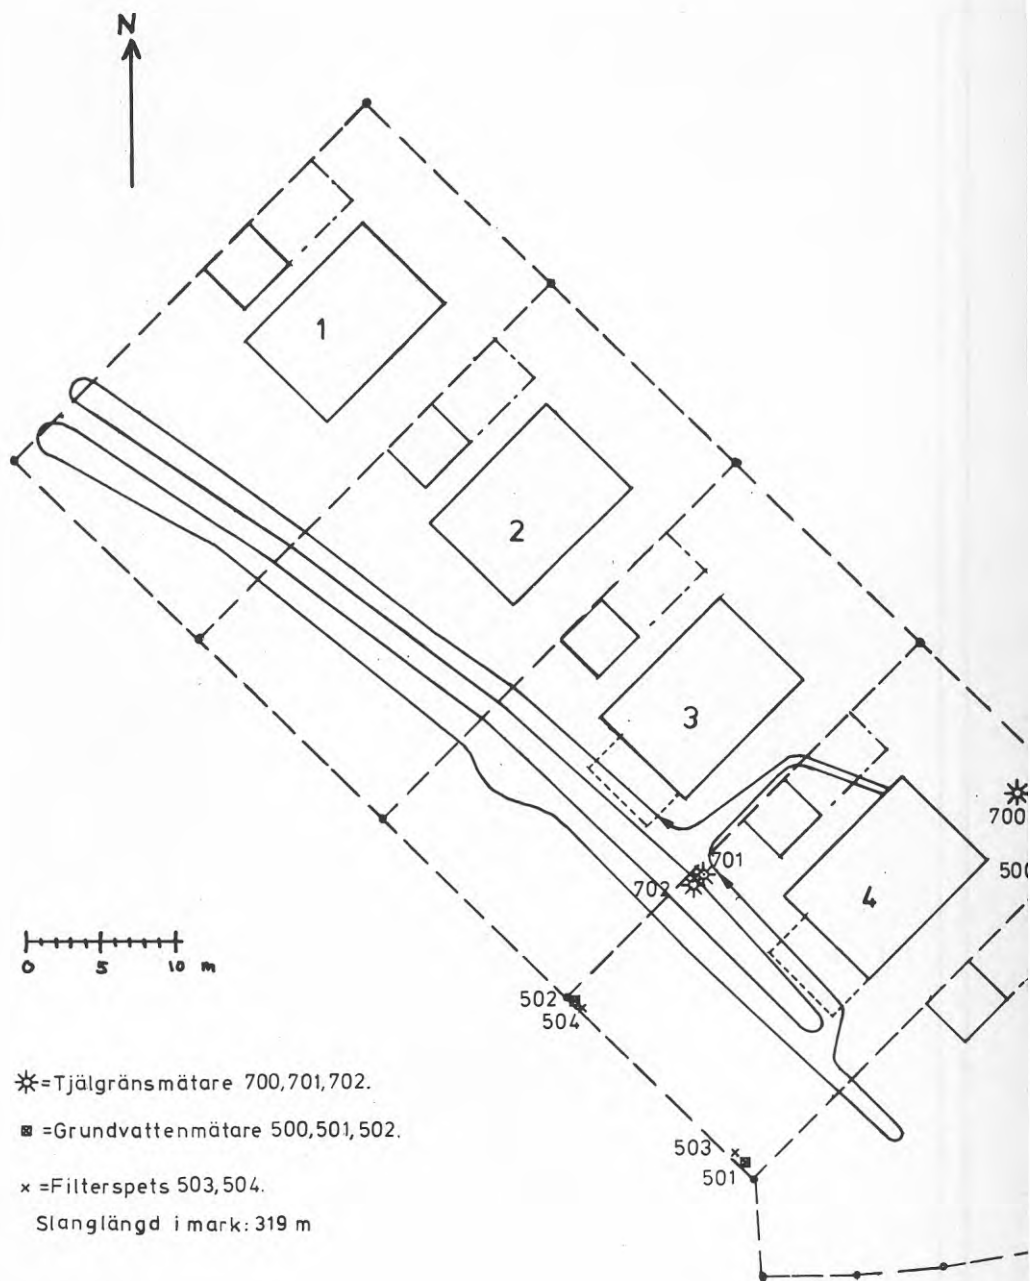 N
1
2
3
700
701
500
702
4
0 5 10 m
502
504
=Tjälgränsmätare 700,701,702.
=Grundvattenmätare 500,501,502.
503
x =Filterspets 503,504.
501
Slanglängd i mark: 319 m